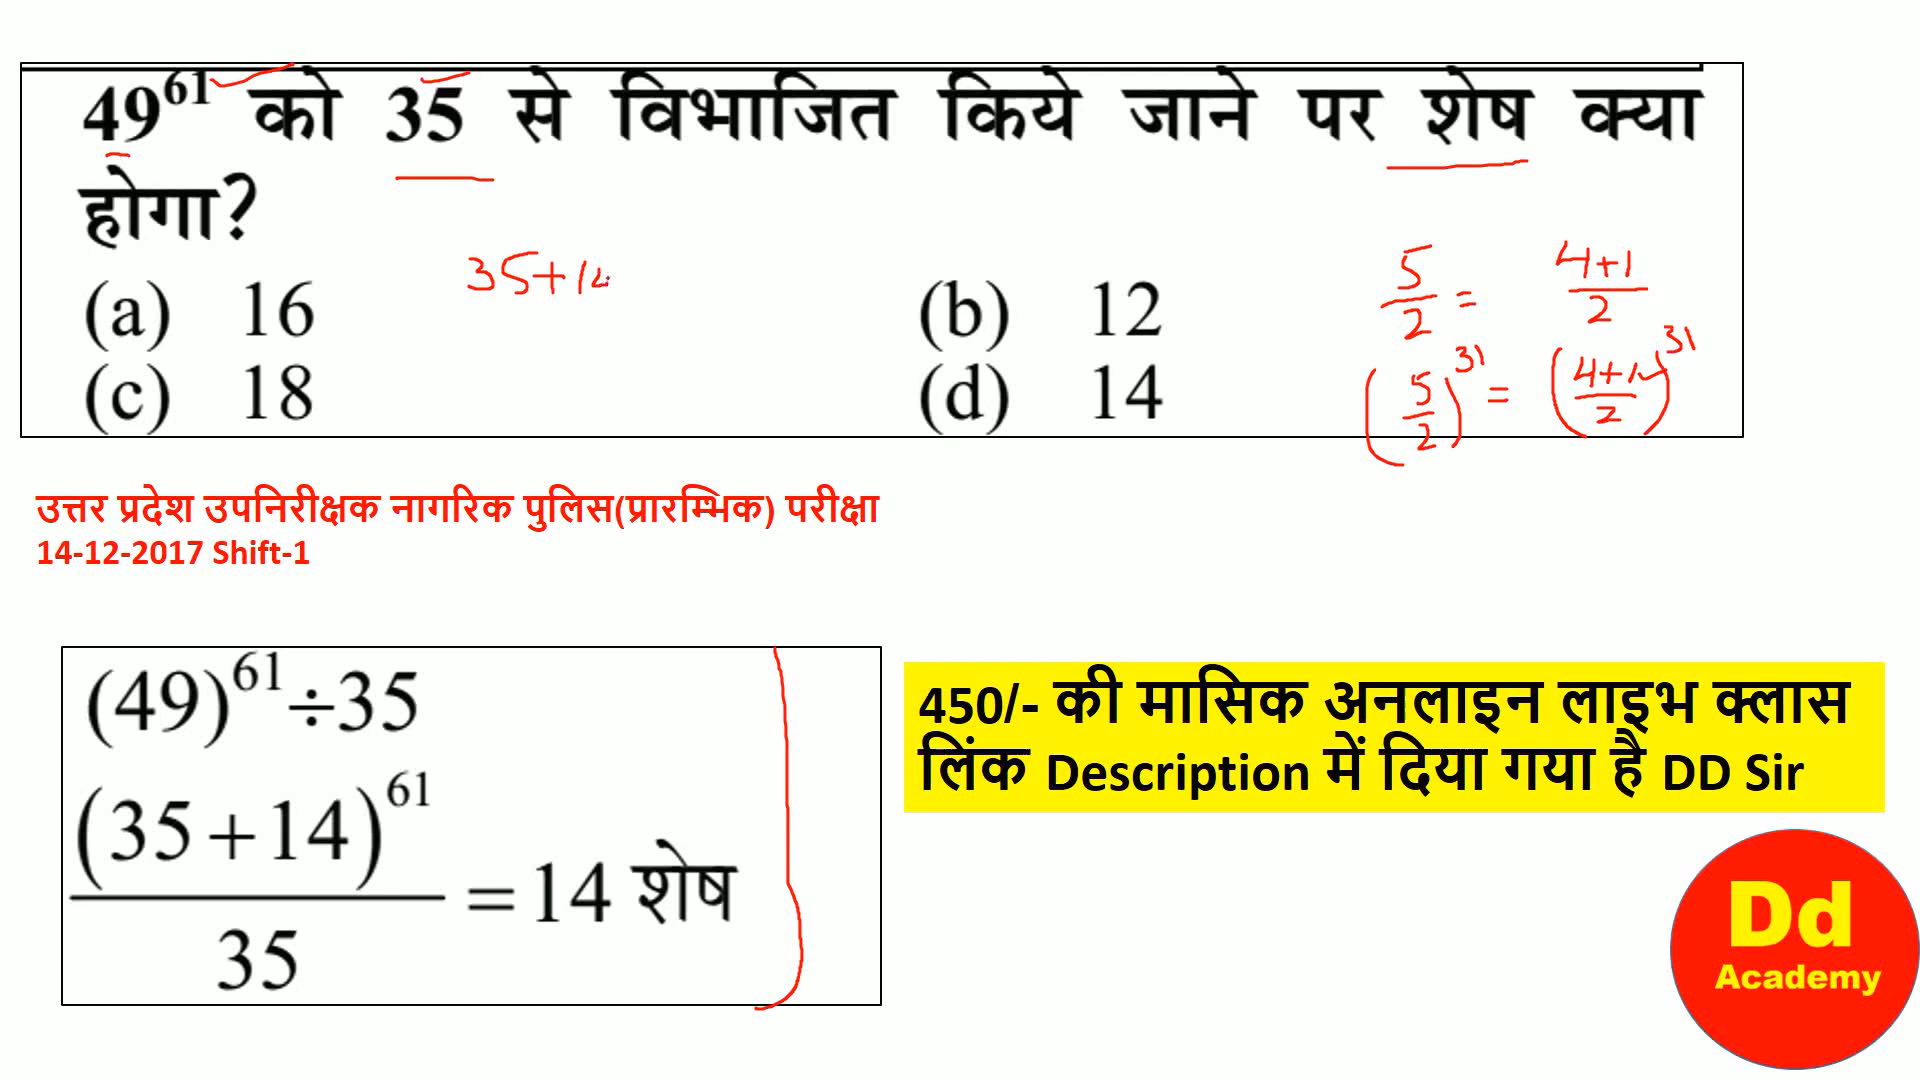 49^61 को 35 से विभाजित किये जाने पर शेष क्या
होगा?
35+14
(a) 16
(b) 12
(c) 18
(d) 14
5/2 = 4+1/2
(5/2)^31 = (4+1/2)^31
उत्तर प्रदेश उपनिरीक्षक नागरिक पुलिस(प्रारम्भिक) परीक्षा
14-12-2017 Shift-1
(49)^61 ÷35
(35+14)^61
35
=14 शेष
450/- की मासिक अनलाइन लाइभ क्लास
लिंक Description में दिया गया है DD Sir
Dd
Academy